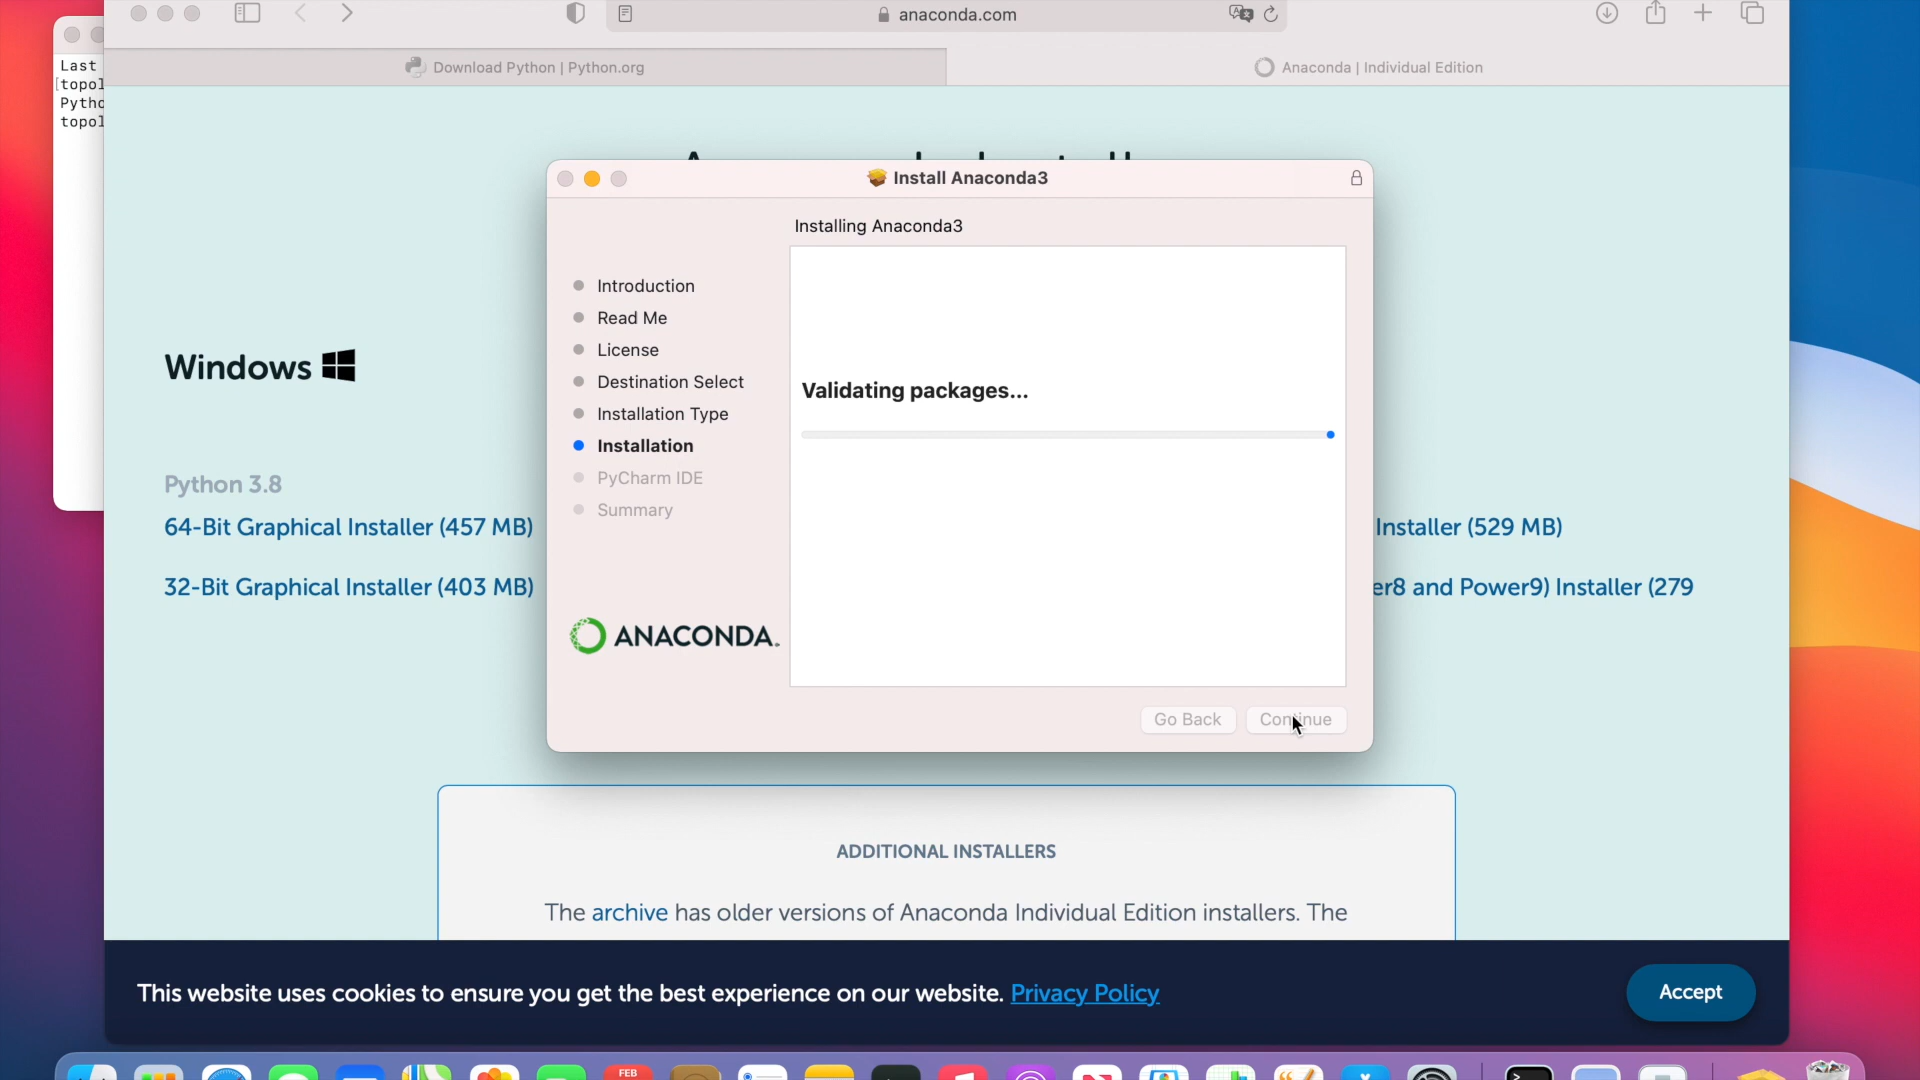 anaconda.com
Download Python | Python.org
Anaconda | Individual Edition
Last
[topol
Pytho
topol
Install Anaconda3
Installing Anaconda3
Introduction
Read Me
License
Destination Select
Installation Type
Installation
PyCharm IDE
Summary
Validating packages...
ANACONDA.
Go Back
Continue
Windows
Python 3.8
64-Bit Graphical Installer (457 MB)
32-Bit Graphical Installer (403 MB)
Installer (529 MB)
er8 and Power9) Installer (279
ADDITIONAL INSTALLERS
The archive has older versions of Anaconda Individual Edition installers. The
This website uses cookies to ensure you get the best experience on our website. Privacy Policy
Accept
FEB